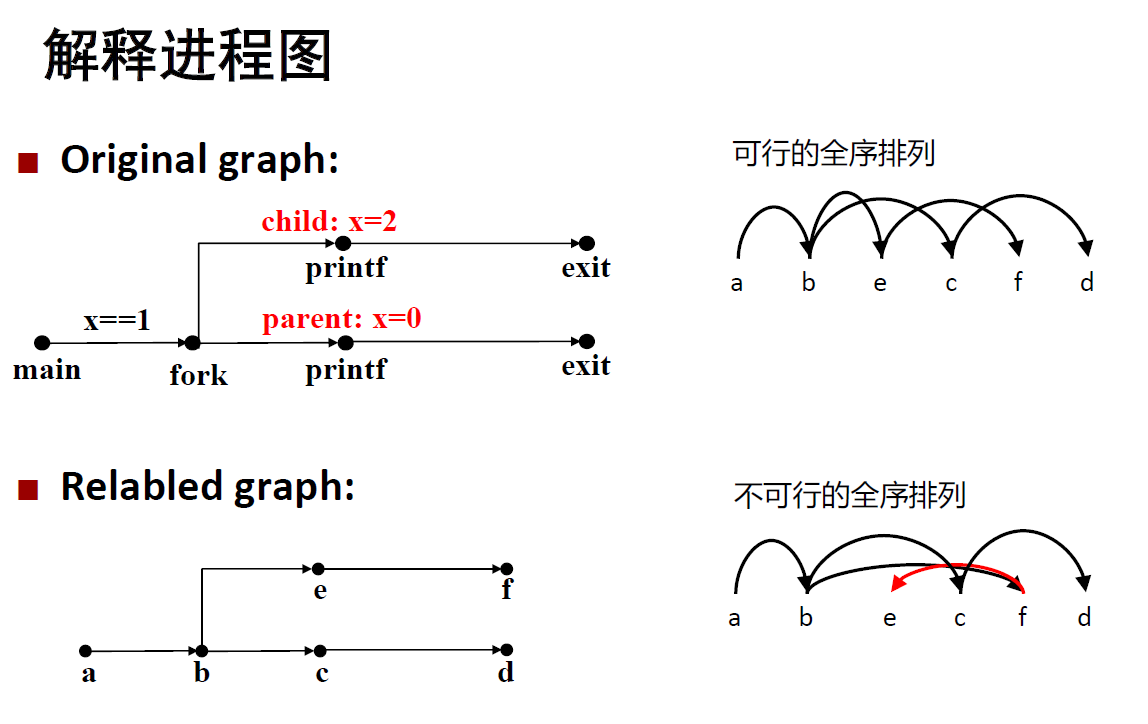 解释进程图
Original graph:
child: x=2
printf
exit
x==1
parent: x=0
main
fork
printf
exit
可行的全序排列
a b e c f d
Relabled graph:
e
f
a
b
c
d
不可行的全序排列
a b e c f d